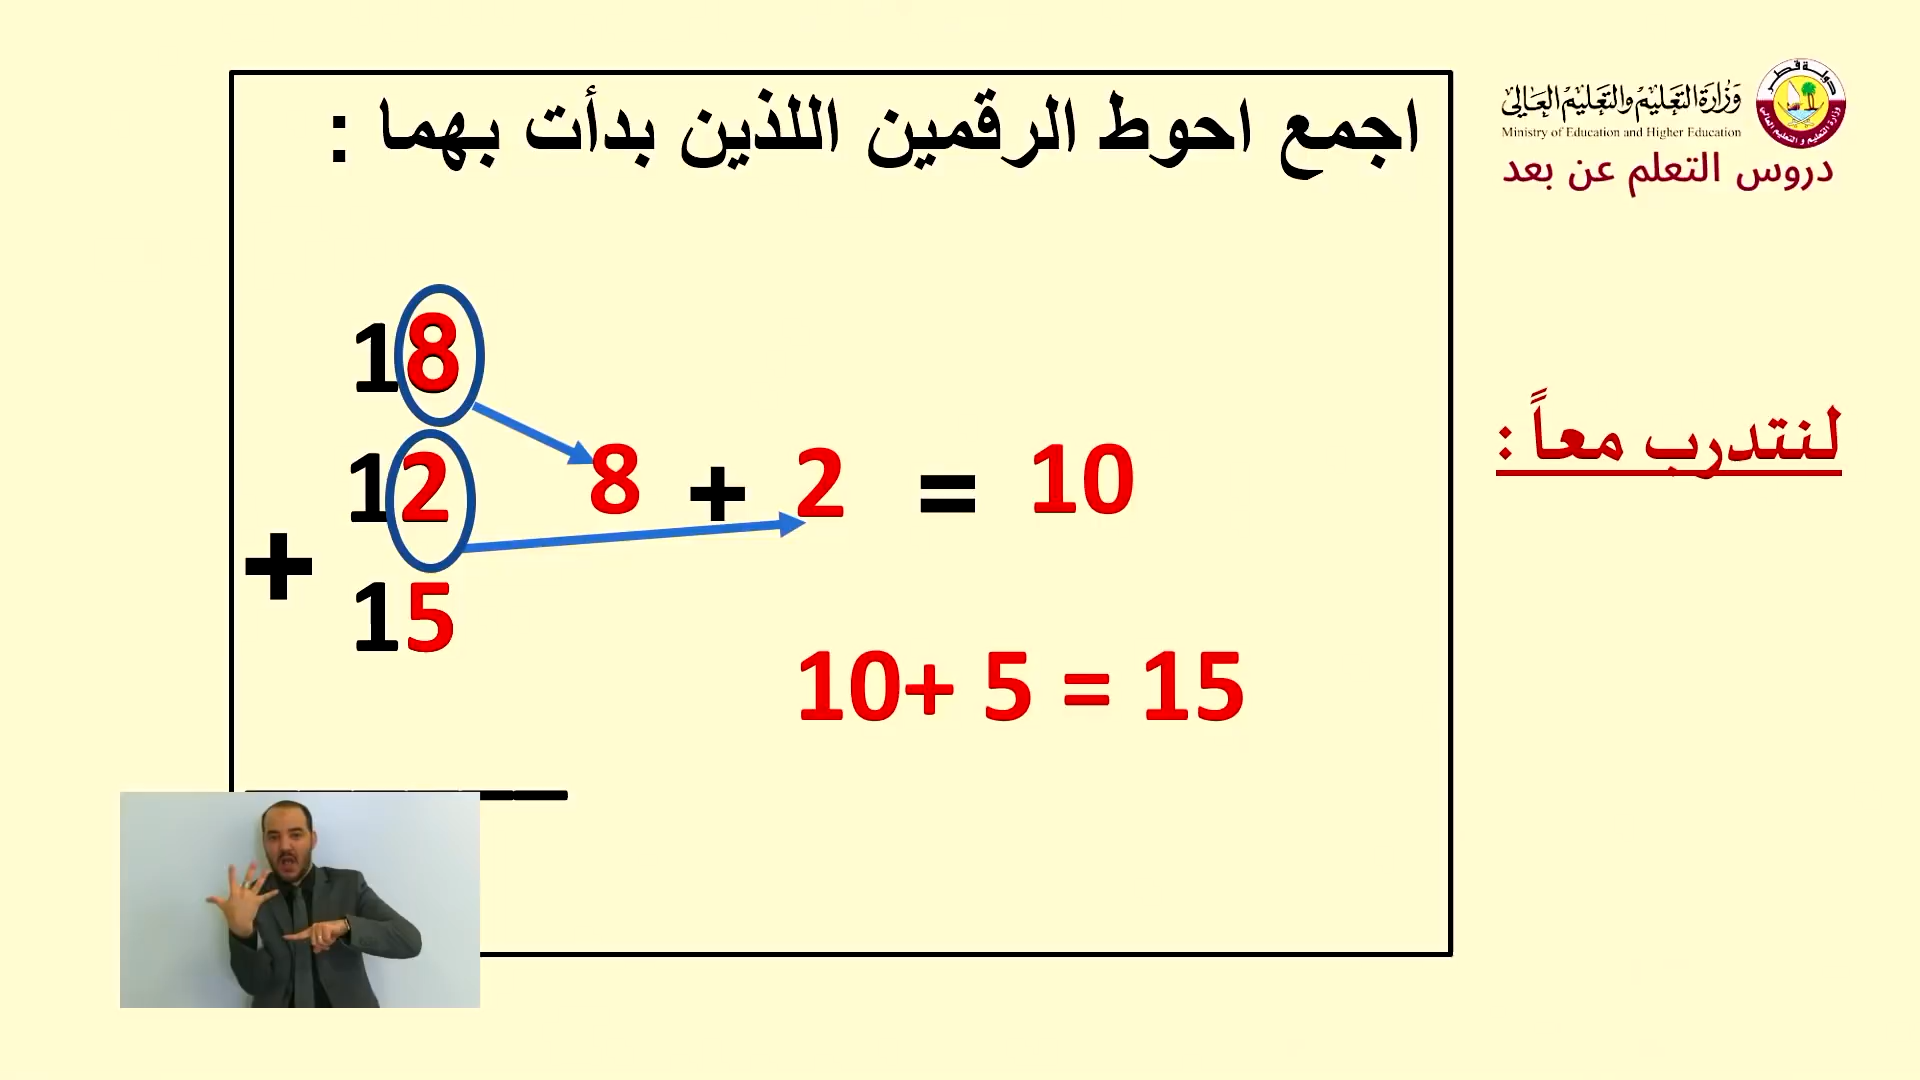 اجمع احوط الرقمين اللذين بدأت بهما :
وزارة التعليم والتعليم العالي
Ministry of Education and Higher Education
دروس التعلم عن بعد
لنتدرب معاً :
18
12
8 + 2 = 10
+
15
10+ 5 = 15